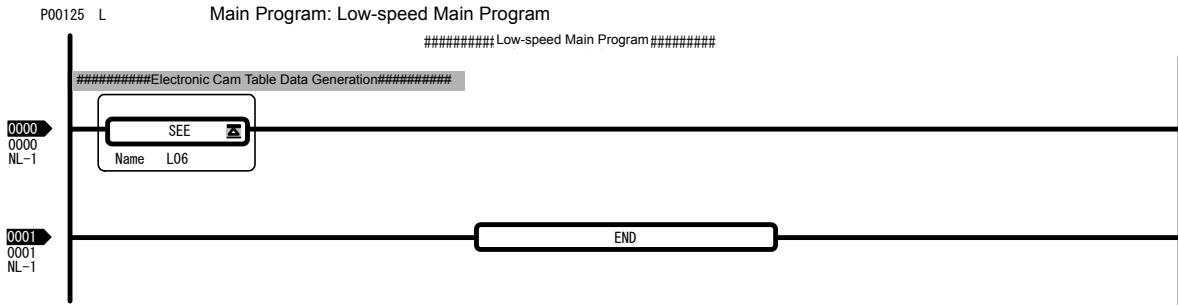 P00125 L Main Program: Low-speed Main Program
##########Low-speed Main Program#########
##########Electronic Cam Table Data Generation##########
0000
0000
NL-1
SEE
Name L06
0001
0001
NL-1
END